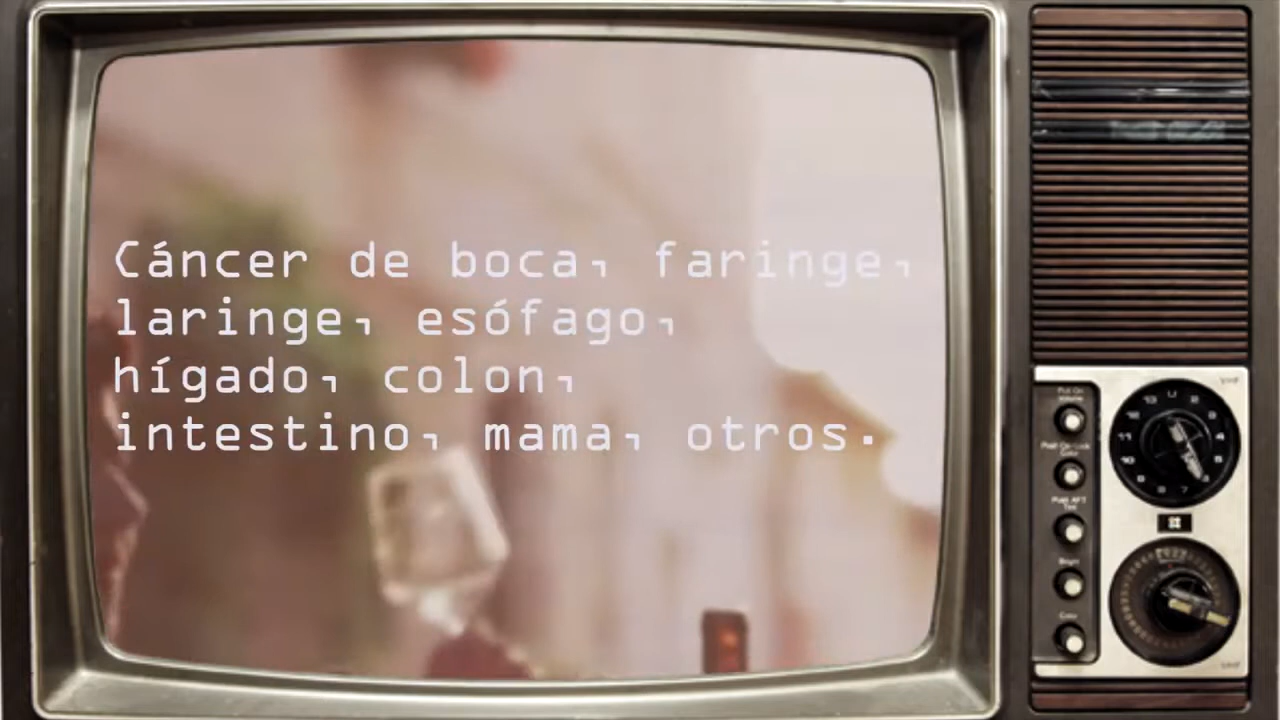 Cáncer de boca, faringe,
laringe, esófago,
hígado, colon,
intestino, mama, otros.